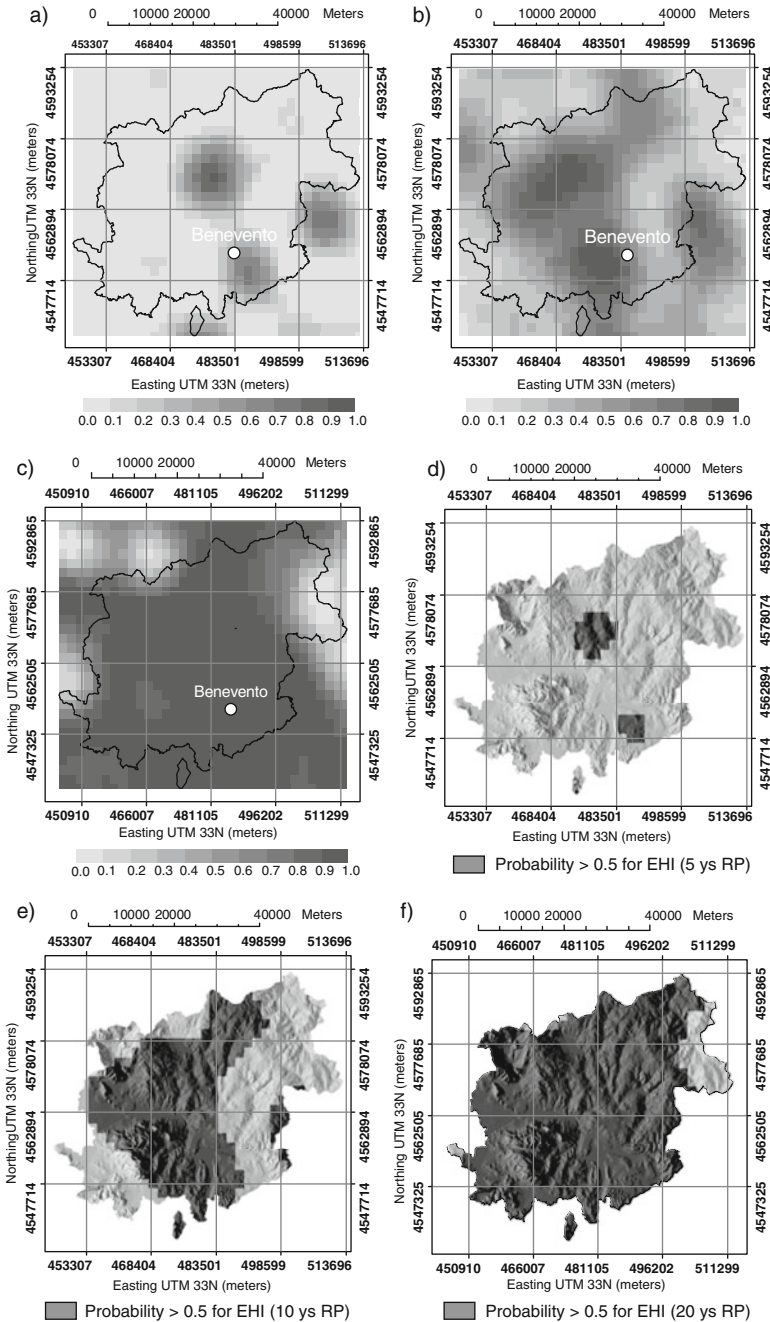 a)
0 10000 20000 40000 Meters
453307 468404 483501 498599 513696
NorthingUTM 33N (meters)
4593254
4578074
4562894
4547714
Benevento
453307 468404 483501 498599 513696
Easting UTM 33N (meters)
0.0 0.1 0.2 0.3 0.4 0.5 0.6 0.7 0.8 0.9 1.0
b)
0 10000 20000 40000 Meters
453307 468404 483501 498599 513696
NorthingUTM 33N (meters)
4593254
4578074
4562894
4547714
Benevento
453307 468404 483501 498599 513696
Easting UTM 33N (meters)
0.0 0.1 0.2 0.3 0.4 0.5 0.6 0.7 0.8 0.9 1.0
c)
0 10000 20000 40000 Meters
450910 466007 481105 496202 511299
Northing UTM 33N (meters)
4592865
4577685
4562505
4547325
Benevento
450910 466007 481105 496202 511299
Easting UTM 33N (meters)
0.0 0.1 0.2 0.3 0.4 0.5 0.6 0.7 0.8 0.9 1.0
d)
0 10000 20000 40000 Meters
453307 468404 483501 498599 513696
NorthingUTM 33N (meters)
4593254
4578074
4562894
4547714
453307 468404 483501 498599 513696
Easting UTM 33N (meters)
Probability > 0.5 for EHI (5 ys RP)
e)
0 10000 20000 40000 Meters
453307 468404 483501 498599 513696
NorthingUTM 33N (meters)
4593254
4578074
4562894
4547714
453307 468404 483501 498599 513696
Easting UTM 33N (meters)
Probability > 0.5 for EHI (10 ys RP)
f)
0 10000 20000 40000 Meters
450910 466007 481105 496202 511299
Northing UTM 33N (meters)
4592865
4577685
4562505
4547325
450910 466007 481105 496202 511299
Easting UTM 33N (meters)
Probability > 0.5 for EHI (20 ys RP)